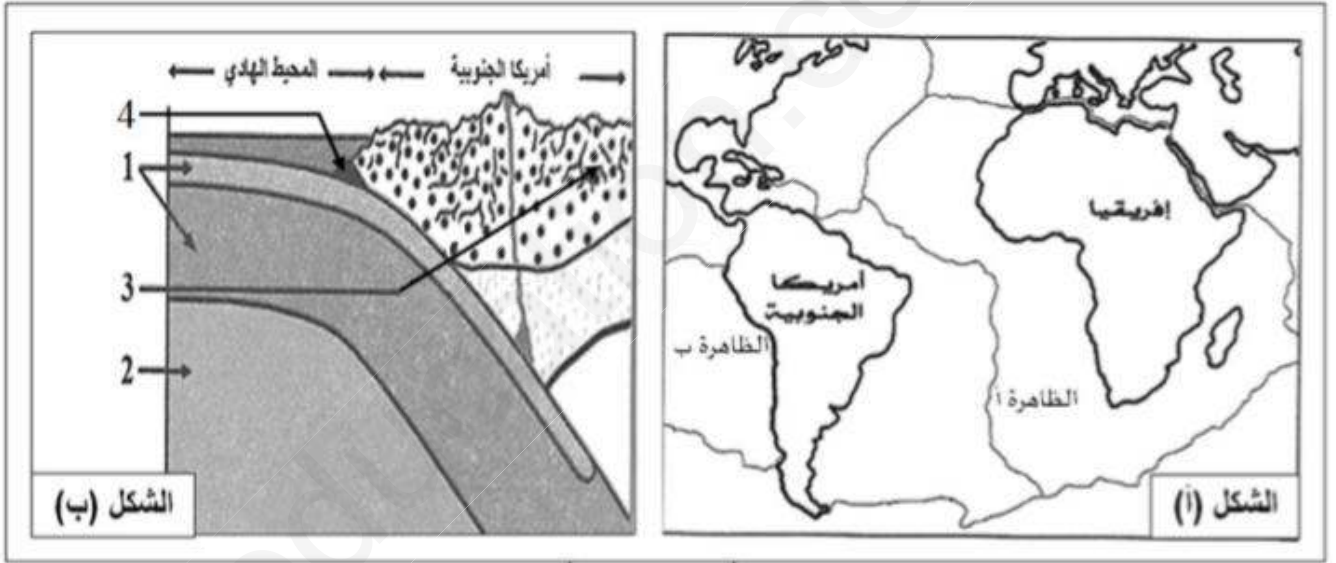 أمريكا الجنوبية
المحيط الهادي
4
1
3
2
الشكل (ب)
إفريقيا
أمريكا
الجنوبية
الظاهرة ب
الظاهرة أ
الشكل (أ)